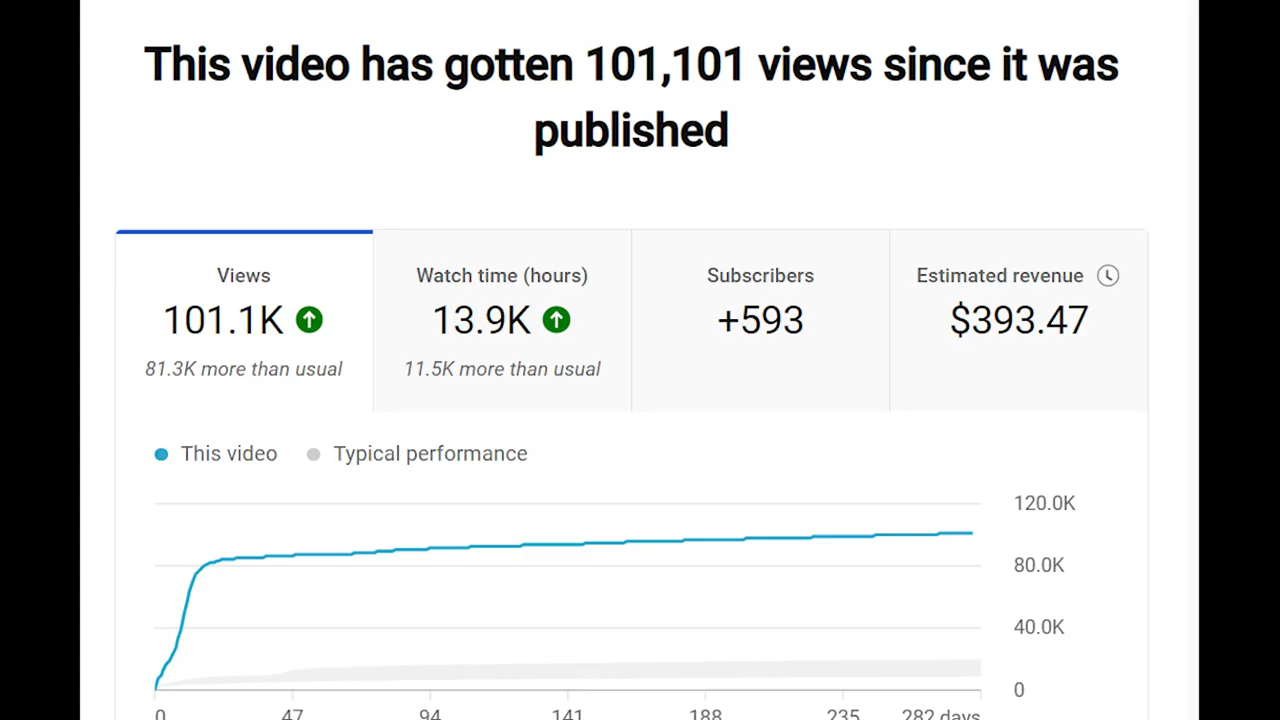 This video has gotten 101,101 views since it was
published
Views
101.1K
81.3K more than usual
Watch time (hours)
13.9K
11.5K more than usual
Subscribers
+593
Estimated revenue
$393.47
This video
Typical performance
120.0K
80.0K
40.0K
0
0 47 94 141 188 235 282 days